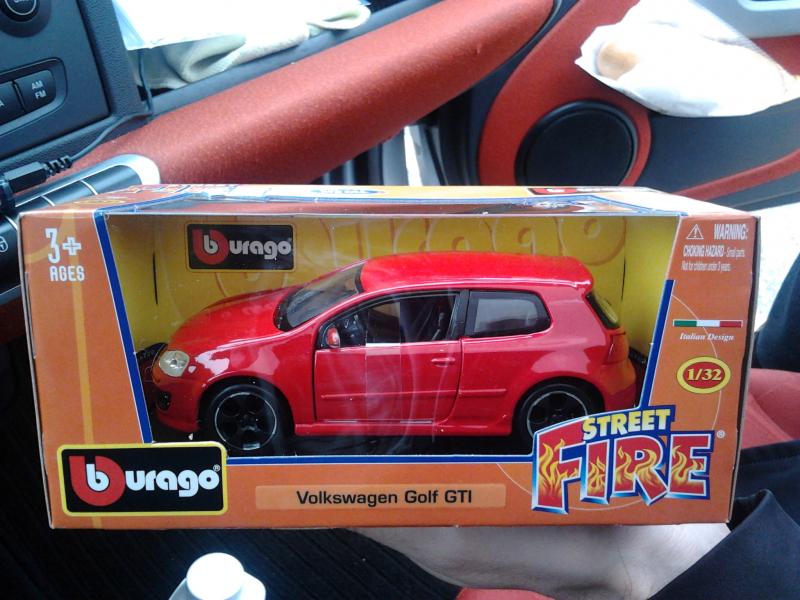 AM
FM
3+
AGES
burago
WARNING:
CHOKING HAZARD - Small parts.
Not for children under 3 years.
Italian Design
1/32
STREET
FIRE®
burago®
Volkswagen Golf GTI